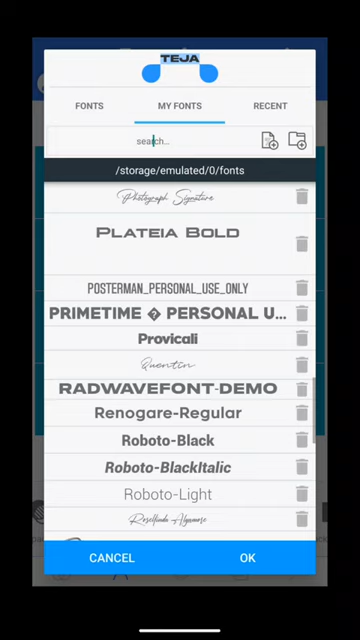 TEJA
FONTS MY FONTS RECENT
search...
/storage/emulated/0/fonts
Photograph Signature
PLATEIA BOLD
POSTERMAN_PERSONAL_USE_ONLY
PRIMETIME � PERSONAL U...
Provicali
Quentin
RADWAVEFONT-DEMO
Renogare-Regular
Roboto-Black
Roboto-BlackItalic
Roboto-Light
CANCEL OK